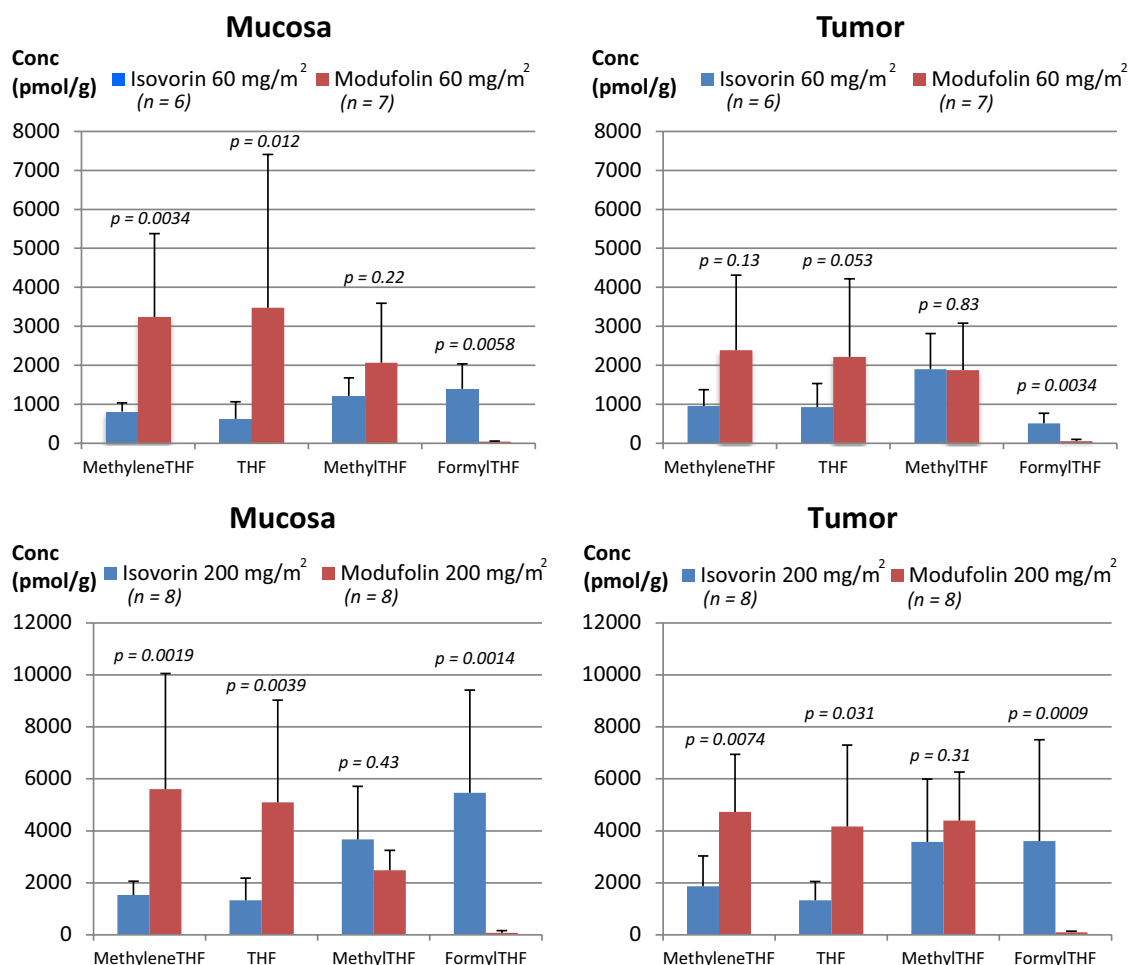 Mucosa
Conc
(pmol/g)
Isovorin 60 mg/m² Modufolin 60 mg/m²
(n = 6) (n = 7)
8000
7000
6000
5000
4000
3000
2000
1000
0
p = 0.0034
p = 0.012
p = 0.22
p = 0.0058
MethyleneTHF THF MethylTHF FormylTHF
Tumor
Conc
(pmol/g)
Isovorin 60 mg/m² Modufolin 60 mg/m²
(n = 6) (n = 7)
8000
7000
6000
5000
4000
3000
2000
1000
0
p = 0.13
p = 0.053
p = 0.83
p = 0.0034
MethyleneTHF THF MethylTHF FormylTHF
Mucosa
Conc
(pmol/g)
Isovorin 200 mg/m² Modufolin 200 mg/m²
(n = 8) (n = 8)
12000
10000
8000
6000
4000
2000
0
p = 0.0019
p = 0.0039
p = 0.43
p = 0.0014
MethyleneTHF THF MethylTHF FormylTHF
Tumor
Conc
(pmol/g)
Isovorin 200 mg/m² Modufolin 200 mg/m²
(n = 8) (n = 8)
12000
10000
8000
6000
4000
2000
0
p = 0.0074
p = 0.031
p = 0.31
p = 0.0009
MethyleneTHF THF MethylTHF FormylTHF